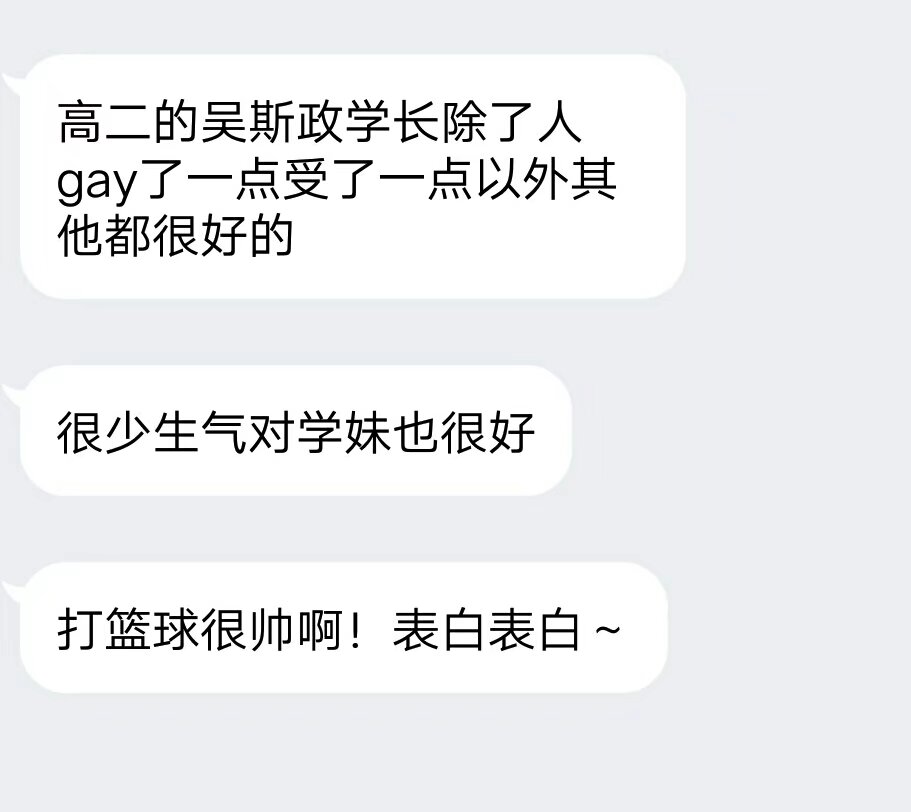 高二的吴斯政学长除了人
gay了一点受了一点以外其
他都很好的
很少生气对学妹也很好
打篮球很帅啊！表白表白～